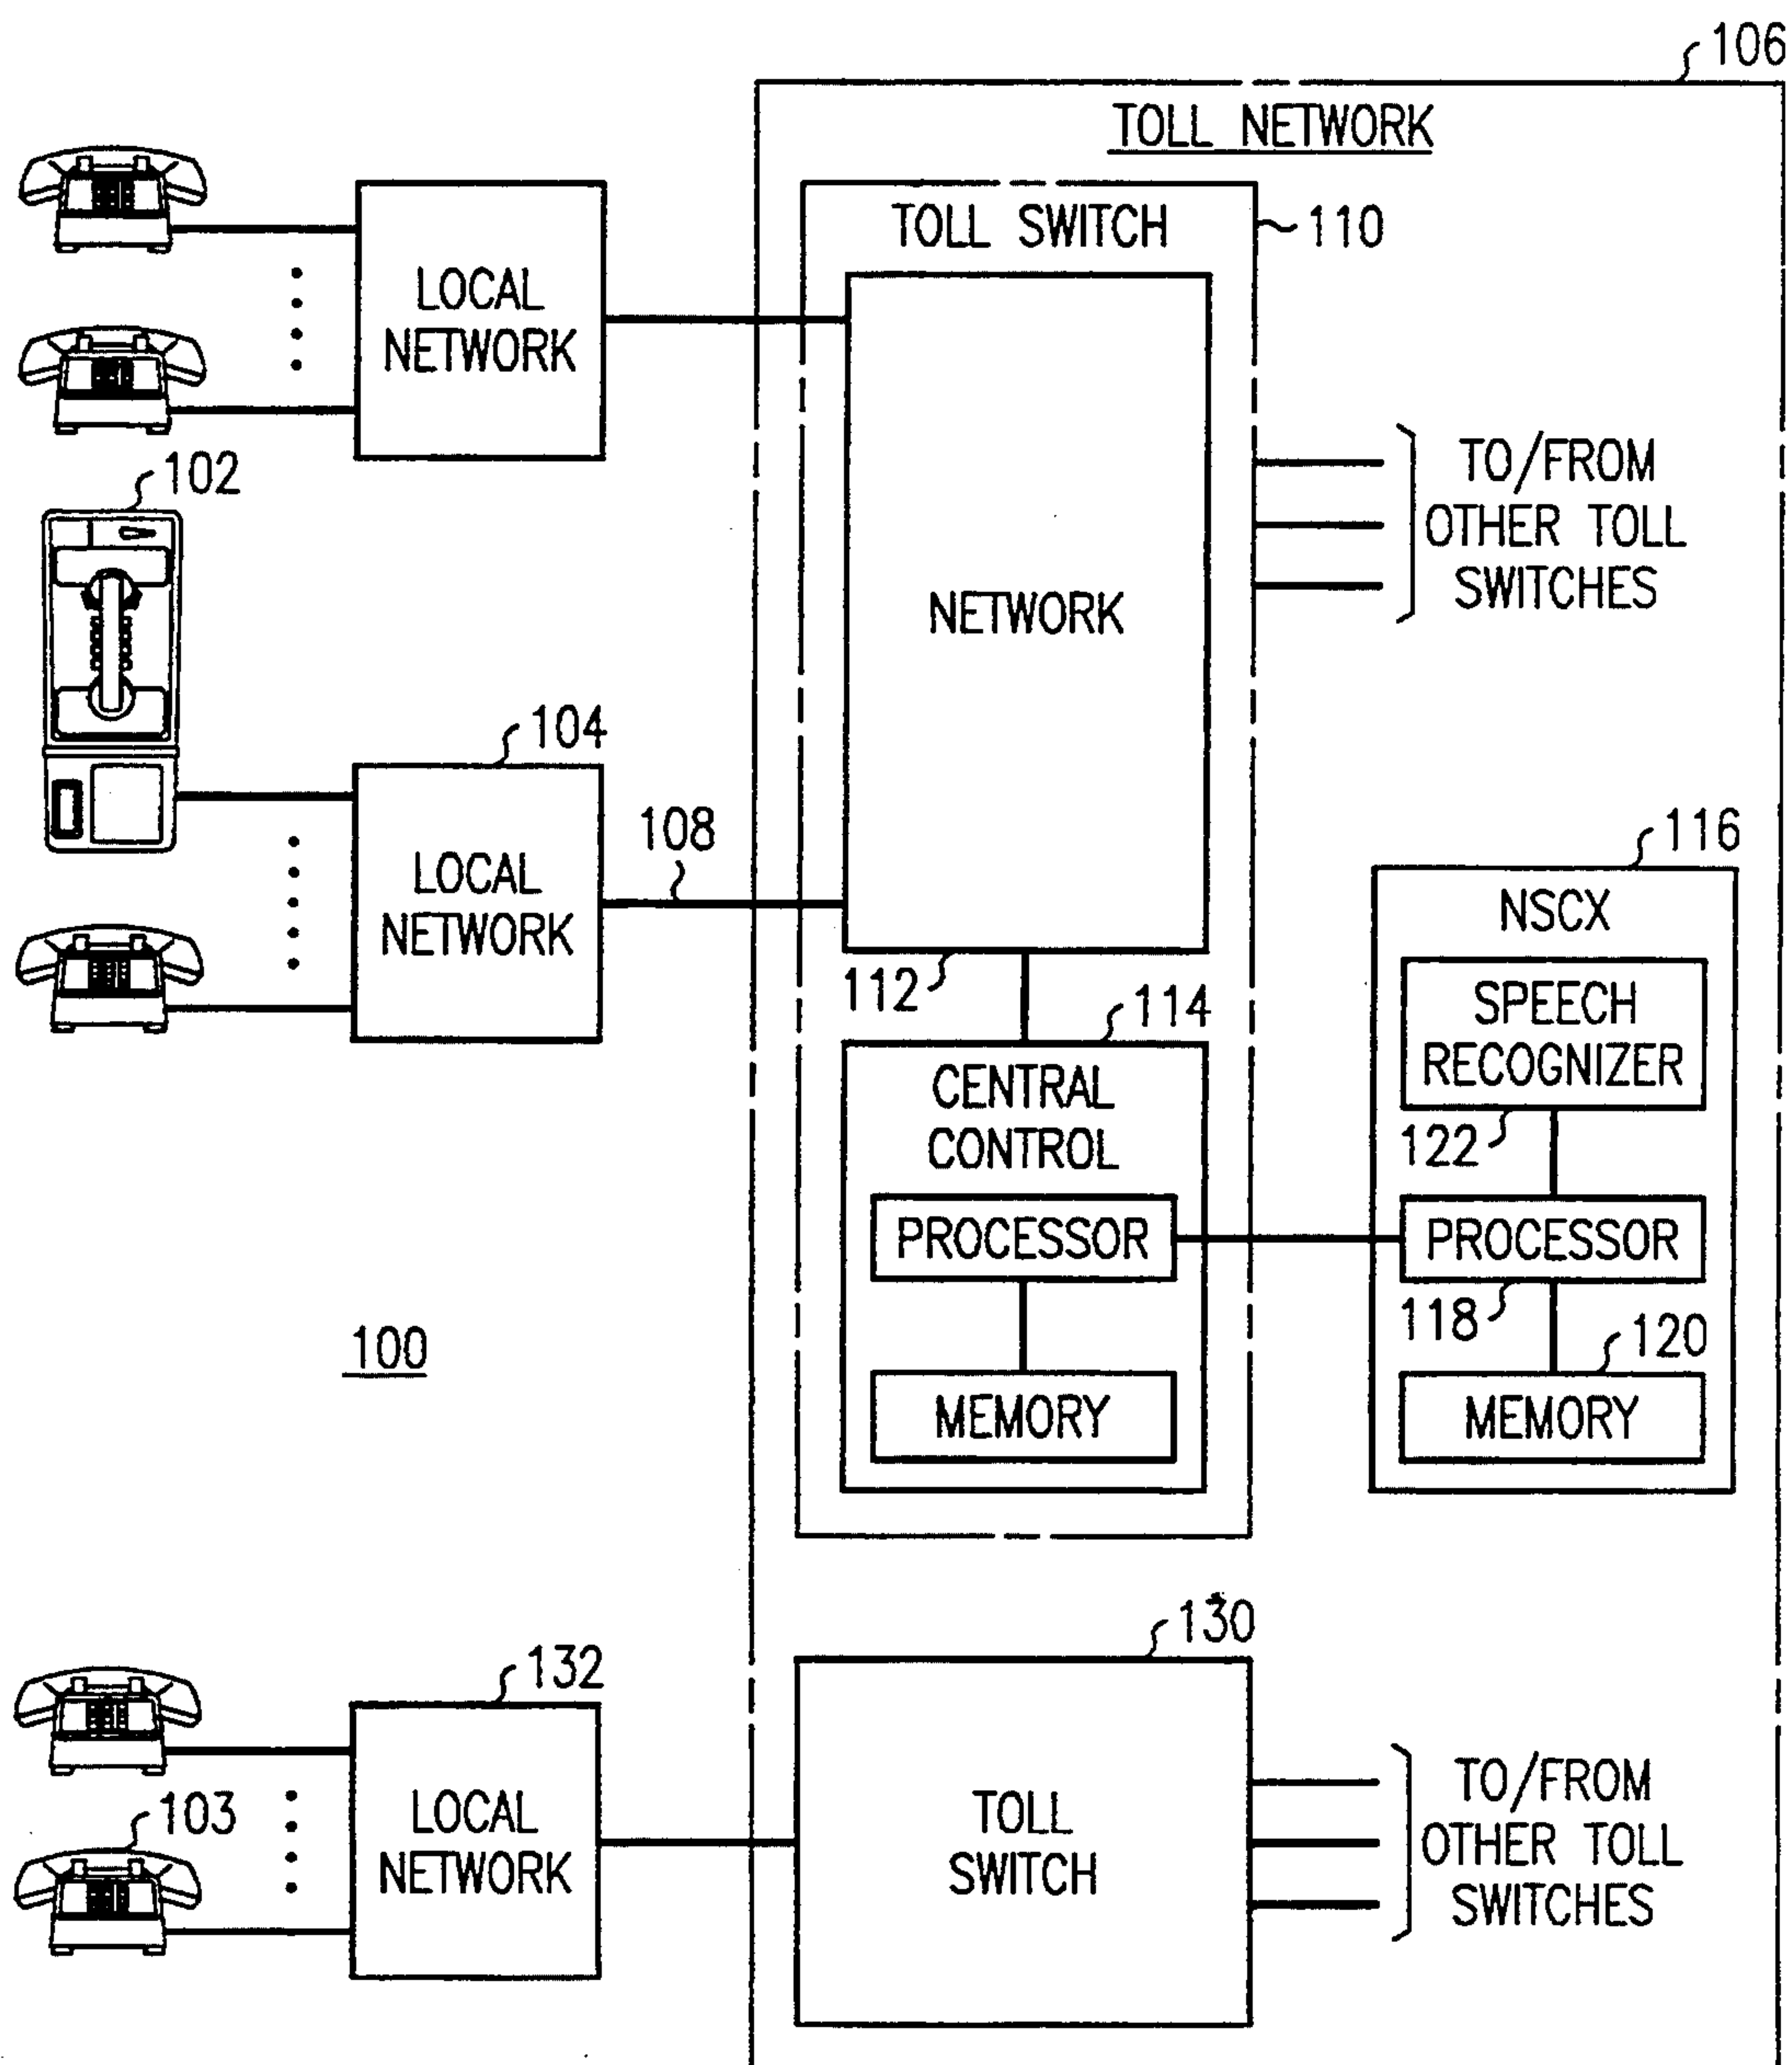 106
TOLL NETWORK
TOLL SWITCH
110
LOCAL
NETWORK
NETWORK
TO/FROM
OTHER TOLL
SWITCHES
102
104
LOCAL
NETWORK
108
112
114
CENTRAL
CONTROL
PROCESSOR
MEMORY
116
NSCX
SPEECH
RECOGNIZER
122
PROCESSOR
118
120
MEMORY
100
132
LOCAL
NETWORK
103
130
TOLL
SWITCH
TO/FROM
OTHER TOLL
SWITCHES